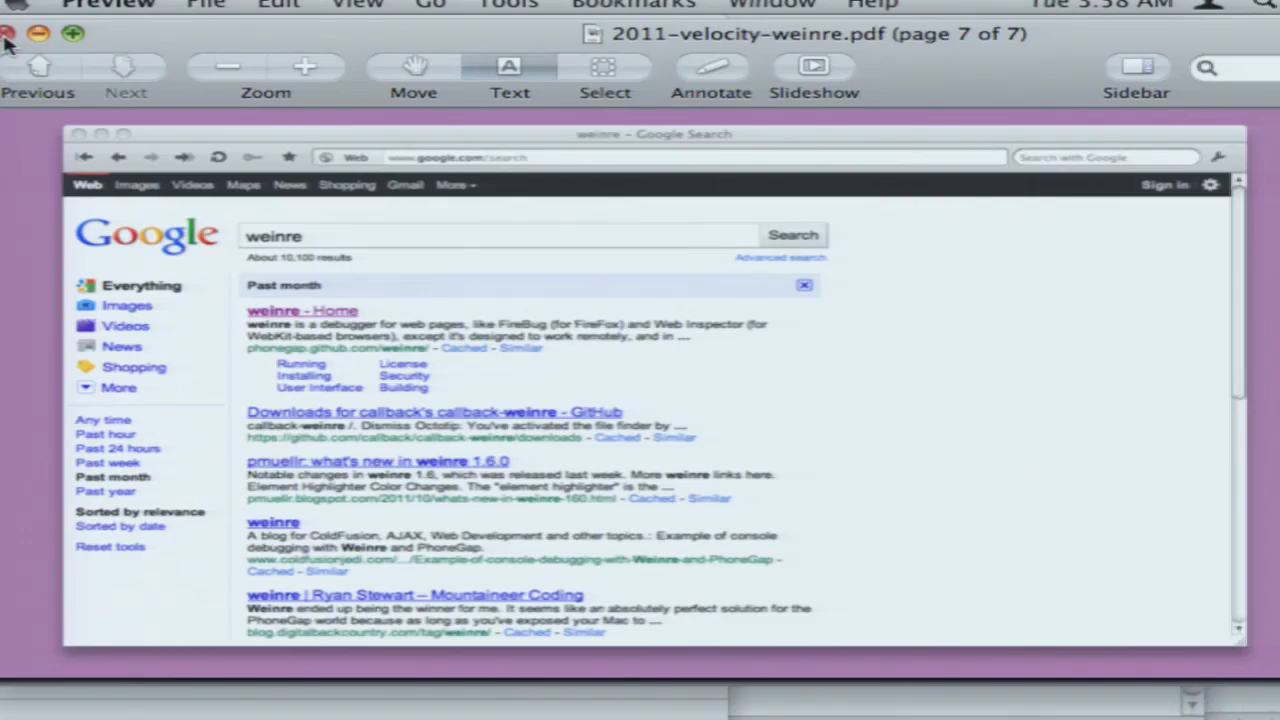 Preview File Edit View Go Tools Bookmarks Window Help Tue 3:58 AM
2011-velocity-weinre.pdf (page 7 of 7)
Previous Next Zoom Move Text Select Annotate Slideshow Sidebar
weinre - Google Search
Web www.google.com/search Search with Google
Web Images Videos Maps News Shopping Gmail More Sign in
Google weinre Search
About 10,100 results Advanced search
Everything
Images
Videos
News
Shopping
More
Any time
Past hour
Past 24 hours
Past week
Past month
Past year
Sorted by relevance
Sorted by date
Reset tools
Past month
weinre - Home
weinre is a debugger for web pages, like FireBug (for FireFox) and Web Inspector (for
WebKit-based browsers), except it's designed to work remotely, and in ...
phonegap.github.com/weinre/ - Cached - Similar
Running License
Installing Security
User Interface Building
Downloads for callback's callback-weinre - GitHub
callback-weinre /. Dismiss Octotip: You've activated the file finder by ....
https://github.com/callback/callback-weinre/downloads - Cached - Similar
pmuellr: what's new in weinre 1.6.0
Notable changes in weinre 1.6, which was released last week. More weinre links here.
Element Highlighter Color Changes. The "element highlighter" is the ....
pmuellr.blogspot.com/2011/10/whats-new-in-weinre-160.html - Cached - Similar
weinre
A blog for ColdFusion, AJAX, Web Development and other topics.: Example of console
debugging with Weinre and PhoneGap.
www.coldfusionjedi.com/.../Example-of-console-debugging-with-Weinre-and-PhoneGap -
Cached - Similar
weinre | Ryan Stewart – Mountaineer Coding
Weinre ended up being the winner for me. It seems like an absolutely perfect solution for the
PhoneGap world because as long as you've exposed your Mac to ....
blog.digitalbackcountry.com/tag/weinre/ - Cached - Similar